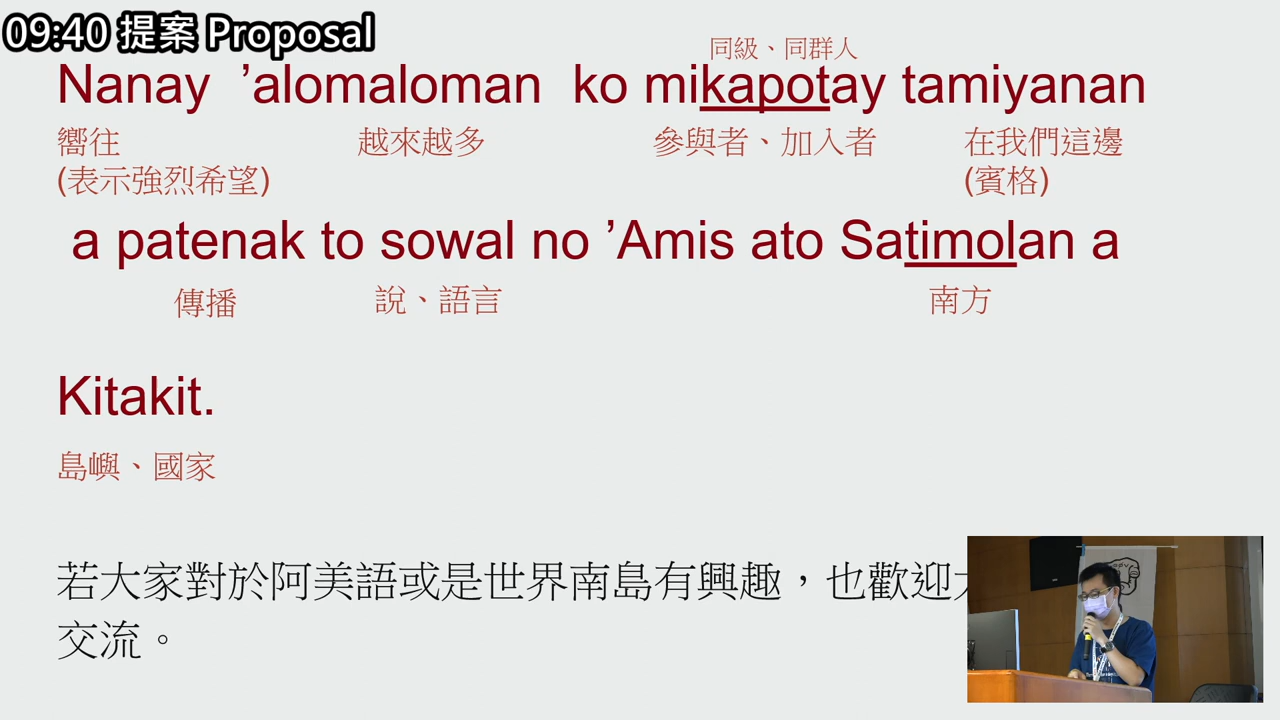 09:40 提案 Proposal
同級、同群人
Nanay ’alomaloman ko mikapotay tamiyanan
嚮往 越來越多 參與者、加入者 在我們這邊
(表示強烈希望) (賓格)
a patenak to sowal no ’Amis ato Satimolan a
傳播 說、語言 南方
Kitakit.
島嶼、國家
若大家對於阿美語或是世界南島有興趣，也歡迎
交流。